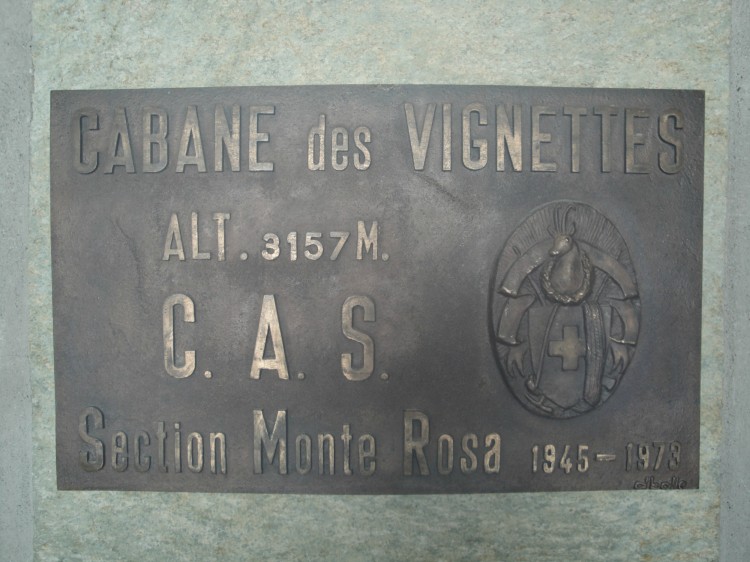 CABANE des VIGNETTES
ALT. 3157 M.
C. A. S.
Section Monte Rosa 1945-1973